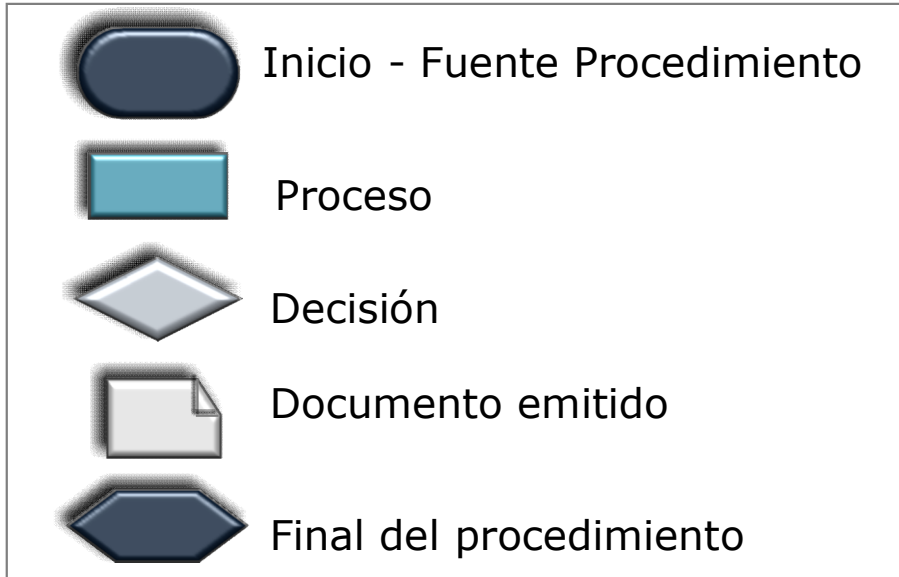 Inicio - Fuente Procedimiento
Proceso
Decisión
Documento emitido
Final del procedimiento